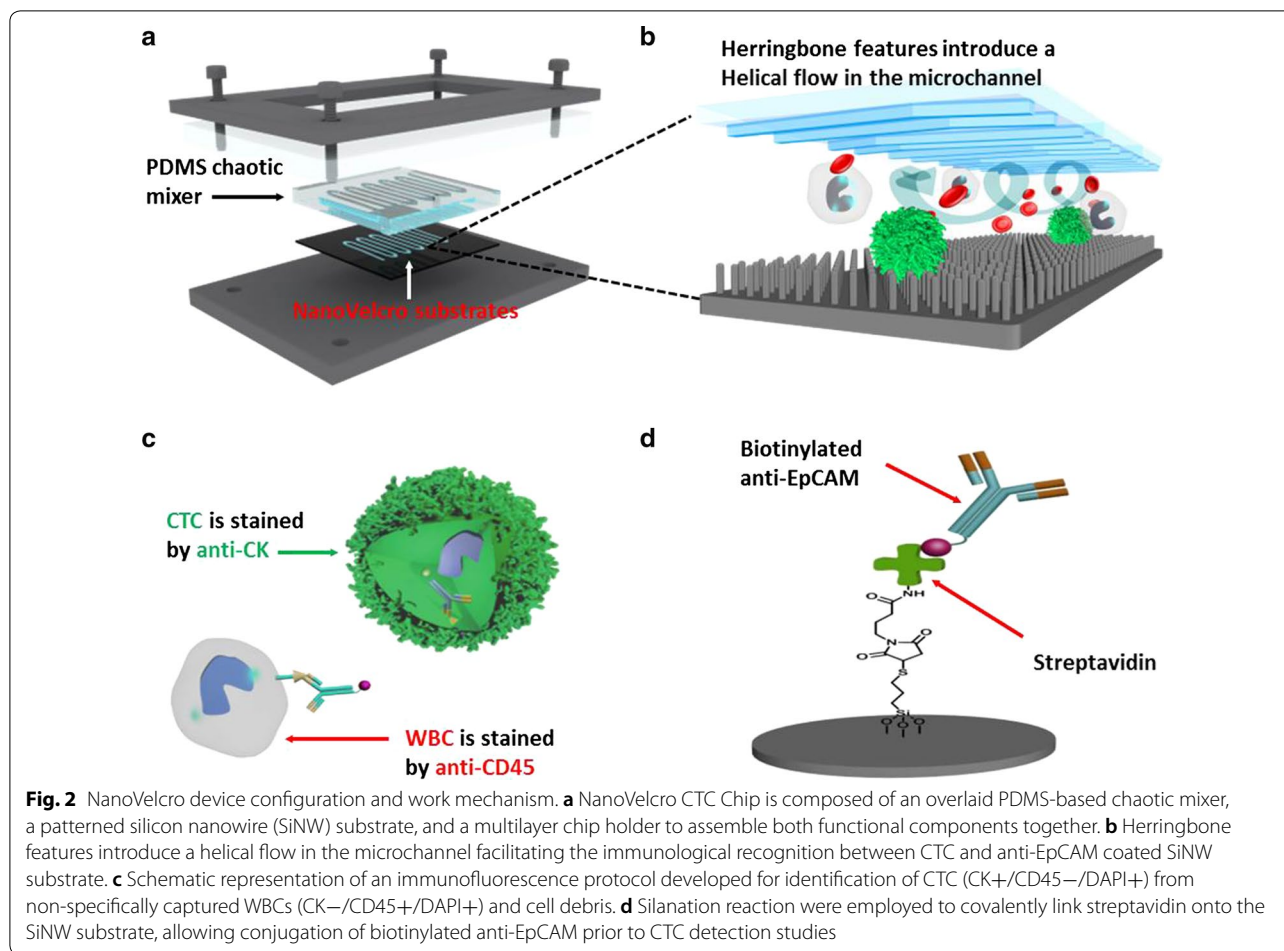 a
b
Herringbone features introduce a
Helical flow in the microchannel
PDMS chaotic
mixer
NanoVelcro substrates
c
d
CTC is stained
by anti-CK
WBC is stained
by anti-CD45
Biotinylated
anti-EpCAM
O
NH
O
N
O
S
Si
O
O
O
Streptavidin
Fig. 2 NanoVelcro device configuration and work mechanism. a NanoVelcro CTC Chip is composed of an overlaid PDMS-based chaotic mixer,
a patterned silicon nanowire (SiNW) substrate, and a multilayer chip holder to assemble both functional components together. b Herringbone
features introduce a helical flow in the microchannel facilitating the immunological recognition between CTC and anti-EpCAM coated SiNW
substrate. c Schematic representation of an immunofluorescence protocol developed for identification of CTC (CK+/CD45−/DAPI+) from
non-specifically captured WBCs (CK−/CD45+/DAPI+) and cell debris. d Silanation reaction were employed to covalently link streptavidin onto the
SiNW substrate, allowing conjugation of biotinylated anti-EpCAM prior to CTC detection studies